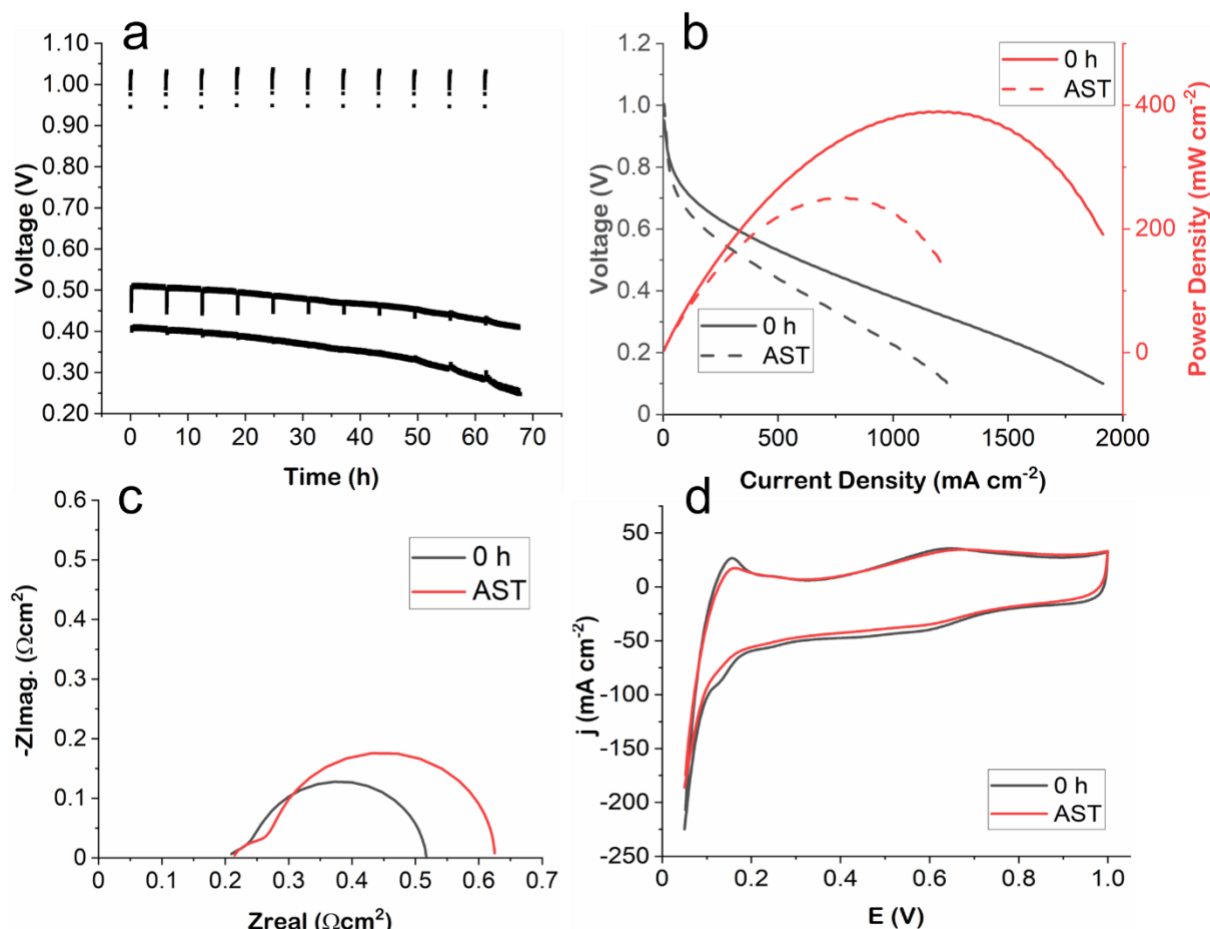 a
1.10
1.00
0.90
0.80
0.70
0.60
0.50
0.40
0.30
0.20
Voltage (V)
0 10 20 30 40 50 60 70
Time (h)
b
1.2
1.0
0.8
0.6
0.4
0.2
0
Voltage (V)
0 h
AST
0 h
AST
400
200
0
Power Density (mW cm⁻²)
0 500 1000 1500 2000
Current Density (mA cm⁻²)
c
0.6
0.5
0.4
0.3
0.2
0.1
0
-ZImag. (Ωcm²)
0 h
AST
0 0.1 0.2 0.3 0.4 0.5 0.6 0.7
Zreal (Ωcm²)
d
50
0
-50
-100
-150
-200
-250
j (mA cm⁻²)
0 h
AST
0.2 0.4 0.6 0.8 1.0
E (V)